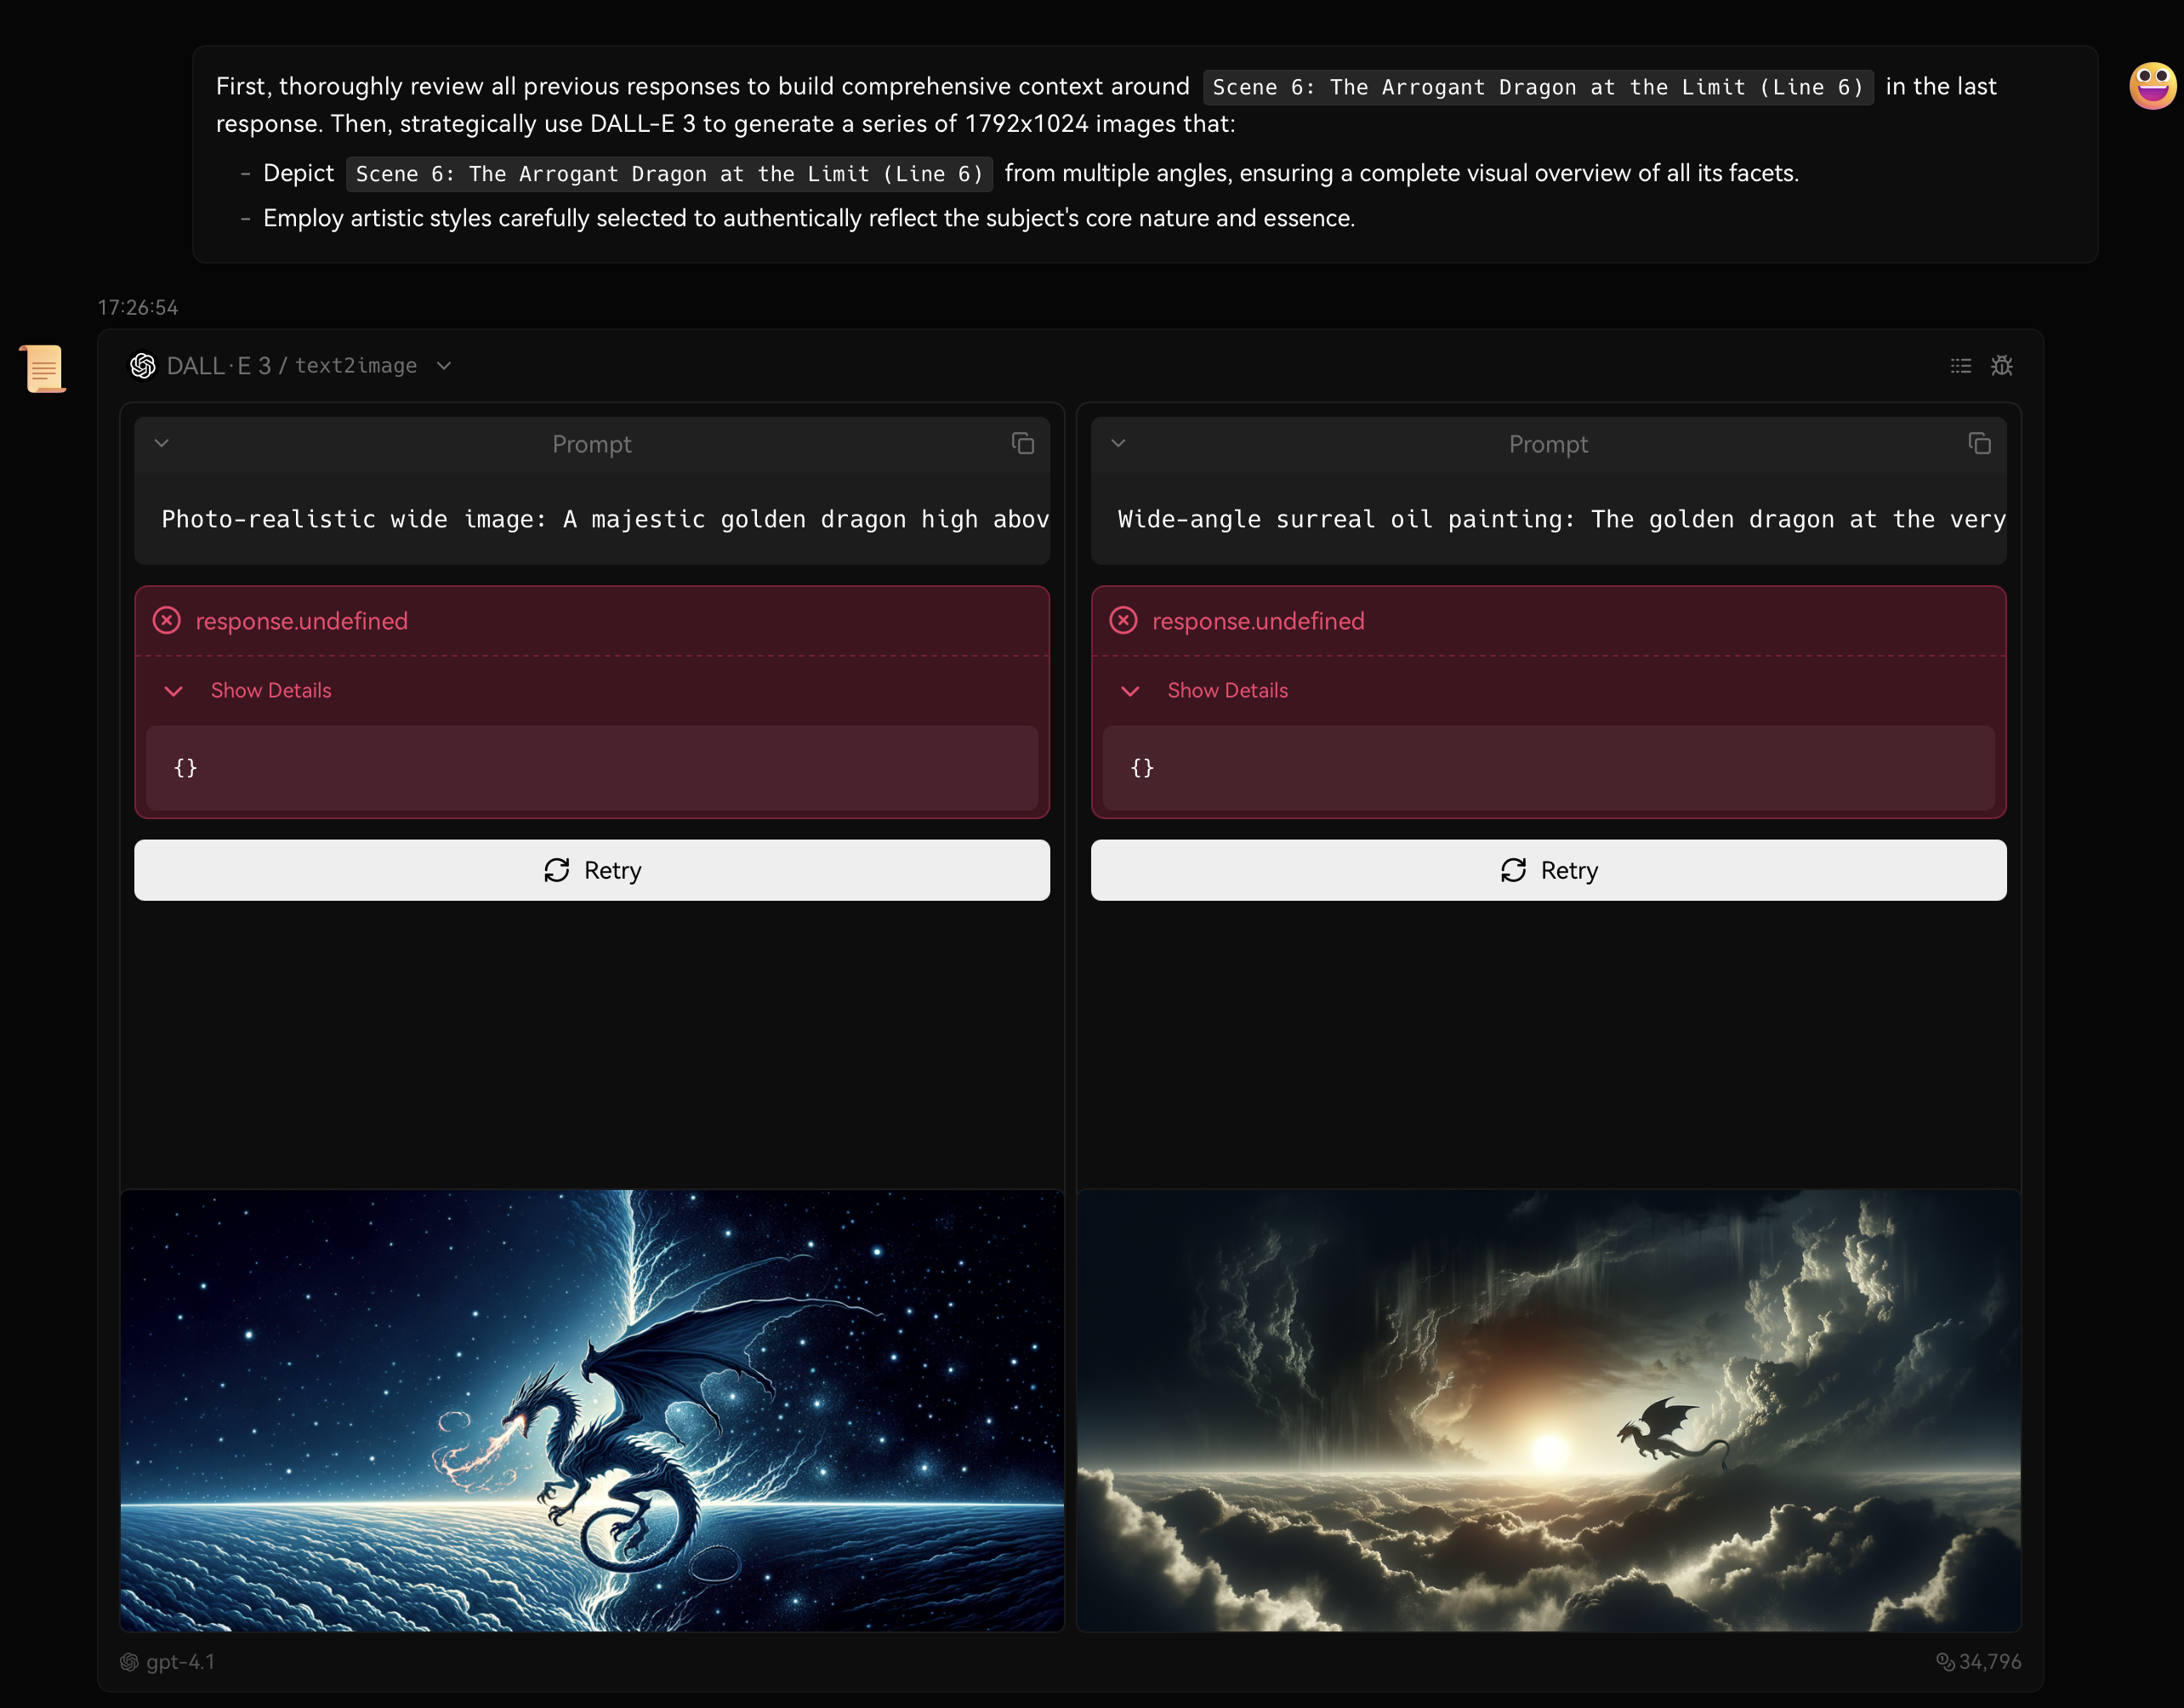 First, thoroughly review all previous responses to build comprehensive context around Scene 6: The Arrogant Dragon at the Limit (Line 6) in the last
response. Then, strategically use DALL-E 3 to generate a series of 1792x1024 images that:
- Depict Scene 6: The Arrogant Dragon at the Limit (Line 6) from multiple angles, ensuring a complete visual overview of all its facets.
- Employ artistic styles carefully selected to authentically reflect the subject's core nature and essence.
17:26:54
DALL·E 3 / text2image
Prompt
Photo-realistic wide image: A majestic golden dragon high abov
response.undefined
Show Details
{}
Retry
Prompt
Wide-angle surreal oil painting: The golden dragon at the very
response.undefined
Show Details
{}
Retry
gpt-4.1
34,796